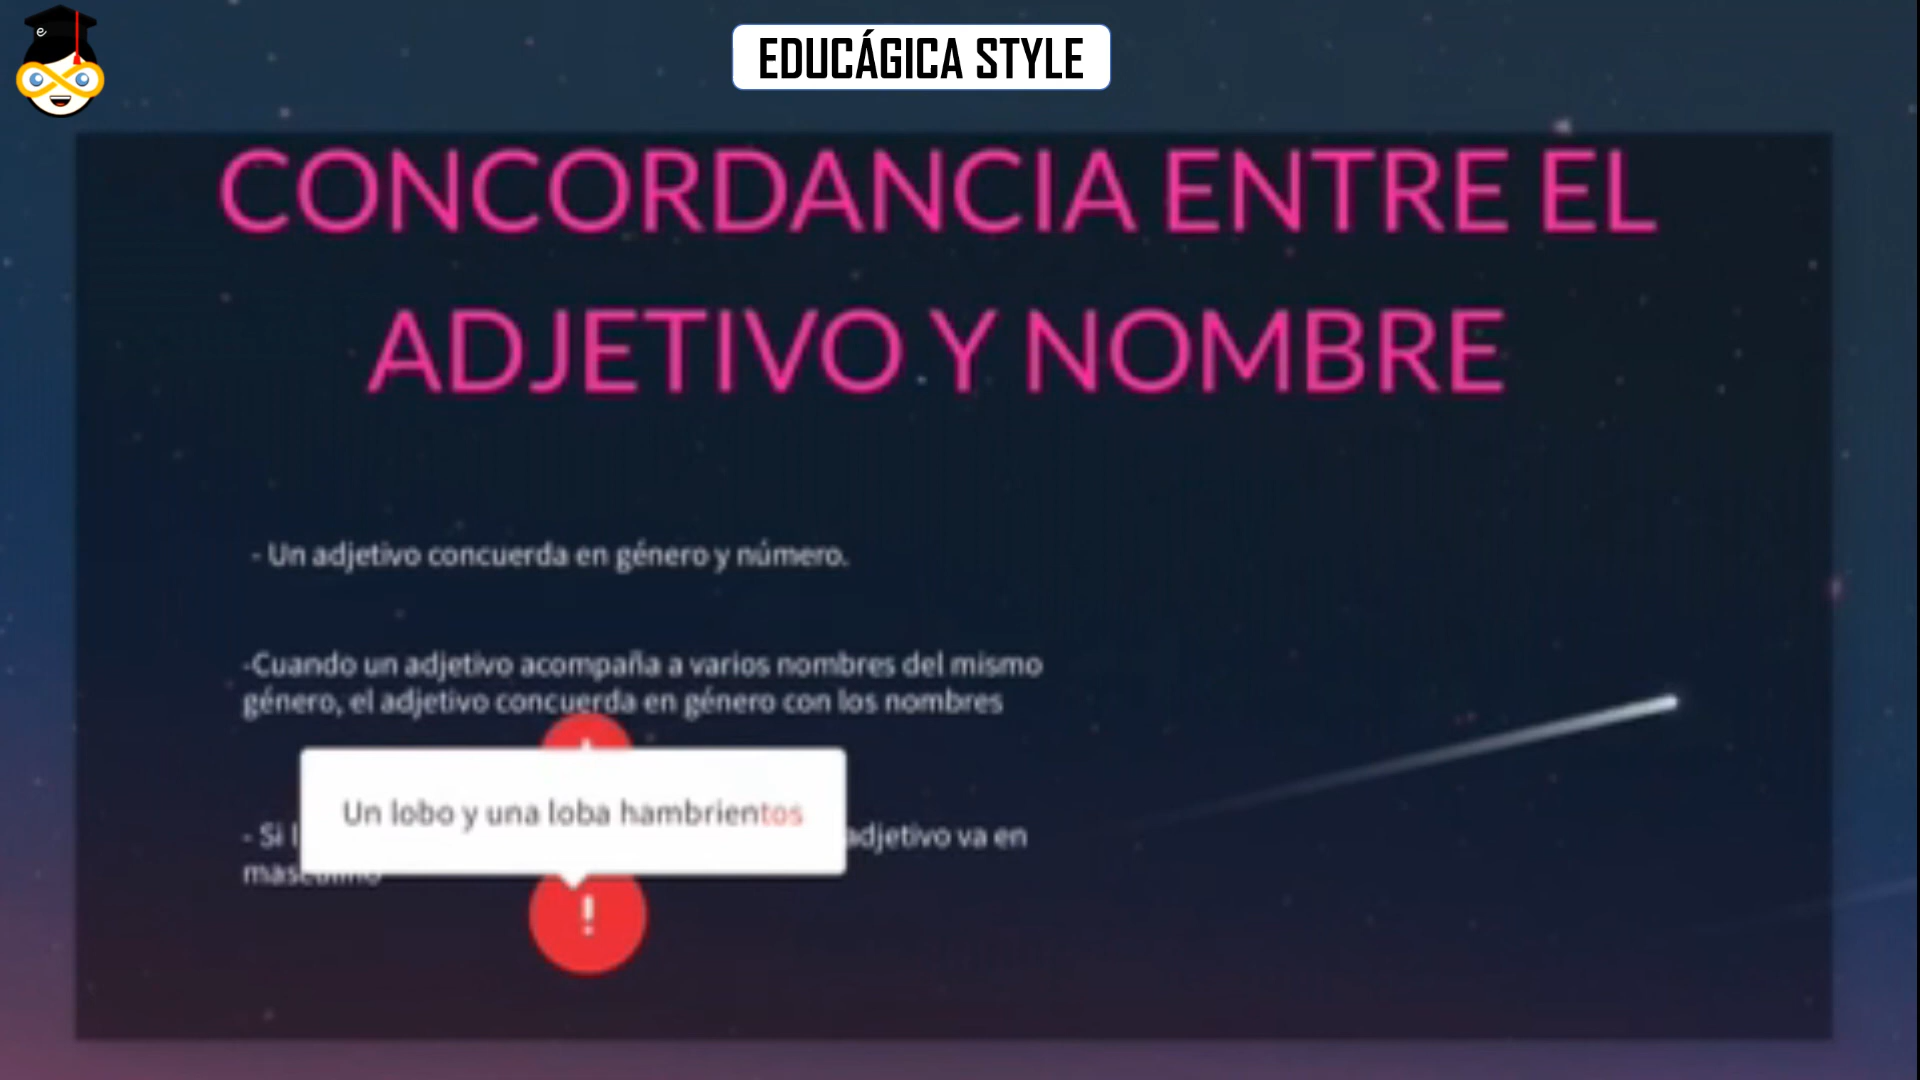 e
EDUCÁGICA STYLE
CONCORDANCIA ENTRE EL
ADJETIVO Y NOMBRE
- Un adjetivo concuerda en género y número.
-Cuando un adjetivo acompaña a varios nombres del mismo
género, el adjetivo concuerda en género con los nombres
Un lobo y una loba hambrientos
- Si adjetivo va en
!